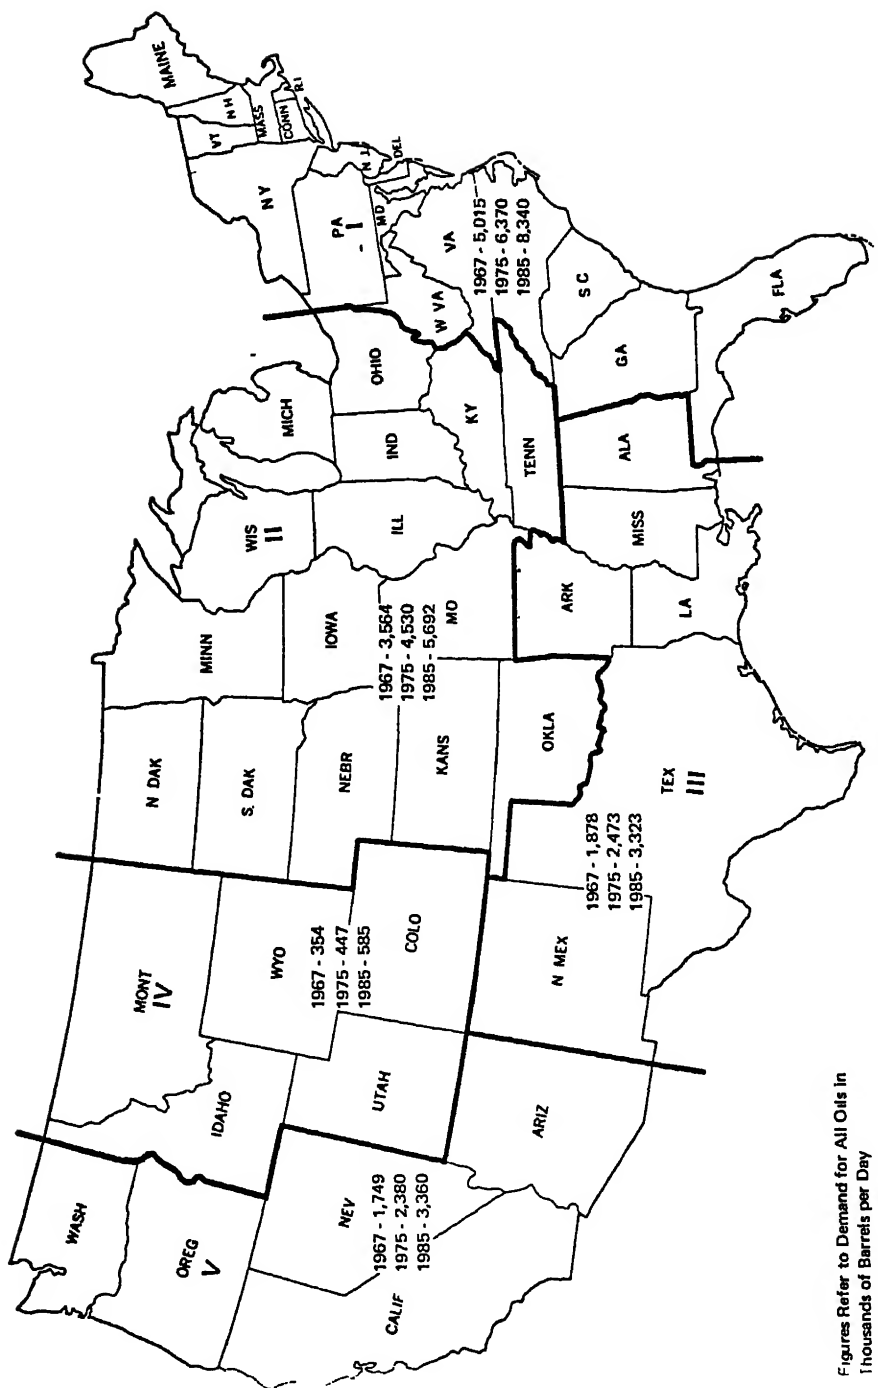 WASH
MONT
IV
N DAK
MINN
OREG
V
IDAHO
WYO
S. DAK
WIS
II
MICH
NY
VT
NH
MAINE
MASS
CONN
RI
NEV
UTAH
COLO
NEBR
IOWA
ILL
IND
OHIO
PA
I
N J
MD
DEL
1967 - 354
1975 - 447
1985 - 585
1967 - 3,564
1975 - 4,530
1985 - 5,692
W VA
VA
1967 - 1,749
1975 - 2,380
1985 - 3,360
CALIF
KANS
MO
KY
1967 - 5,015
1975 - 6,370
1985 - 8,340
ARIZ
N MEX
OKLA
ARK
TENN
S C
1967 - 1,878
1975 - 2,473
1985 - 3,323
TEX
III
LA
MISS
ALA
GA
FLA
Figures Refer to Demand for All Oils in
Thousands of Barrels per Day